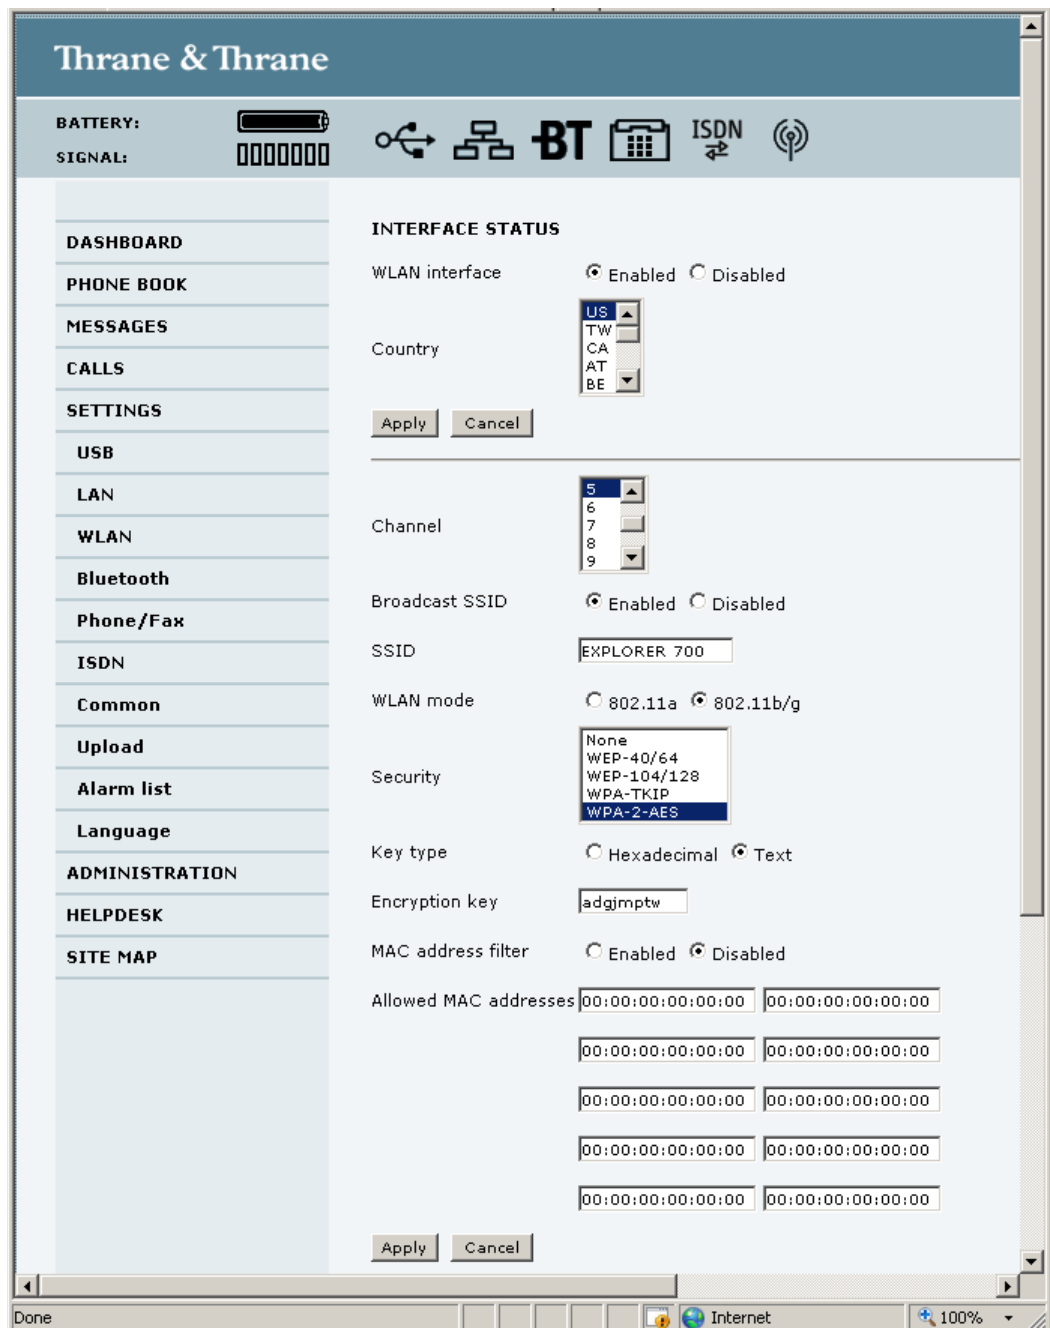 Thrane & Thrane
BATTERY:
SIGNAL:
BT
ISDN
DASHBOARD
PHONE BOOK
MESSAGES
CALLS
SETTINGS
USB
LAN
WLAN
Bluetooth
Phone/Fax
ISDN
Common
Upload
Alarm list
Language
ADMINISTRATION
HELPDESK
SITE MAP
INTERFACE STATUS
WLAN interface Enabled Disabled
Country
US
TW
CA
AT
BE
Apply Cancel
Channel
5
6
7
8
9
Broadcast SSID Enabled Disabled
SSID EXPLORER 700
WLAN mode 802.11a 802.11b/g
Security
None
WEP-40/64
WEP-104/128
WPA-TKIP
WPA-2-AES
Key type Hexadecimal Text
Encryption key adgjmptw
MAC address filter Enabled Disabled
Allowed MAC addresses 00:00:00:00:00:00 00:00:00:00:00:00
00:00:00:00:00:00 00:00:00:00:00:00
00:00:00:00:00:00 00:00:00:00:00:00
00:00:00:00:00:00 00:00:00:00:00:00
00:00:00:00:00:00 00:00:00:00:00:00
Apply Cancel
Done Internet 100%